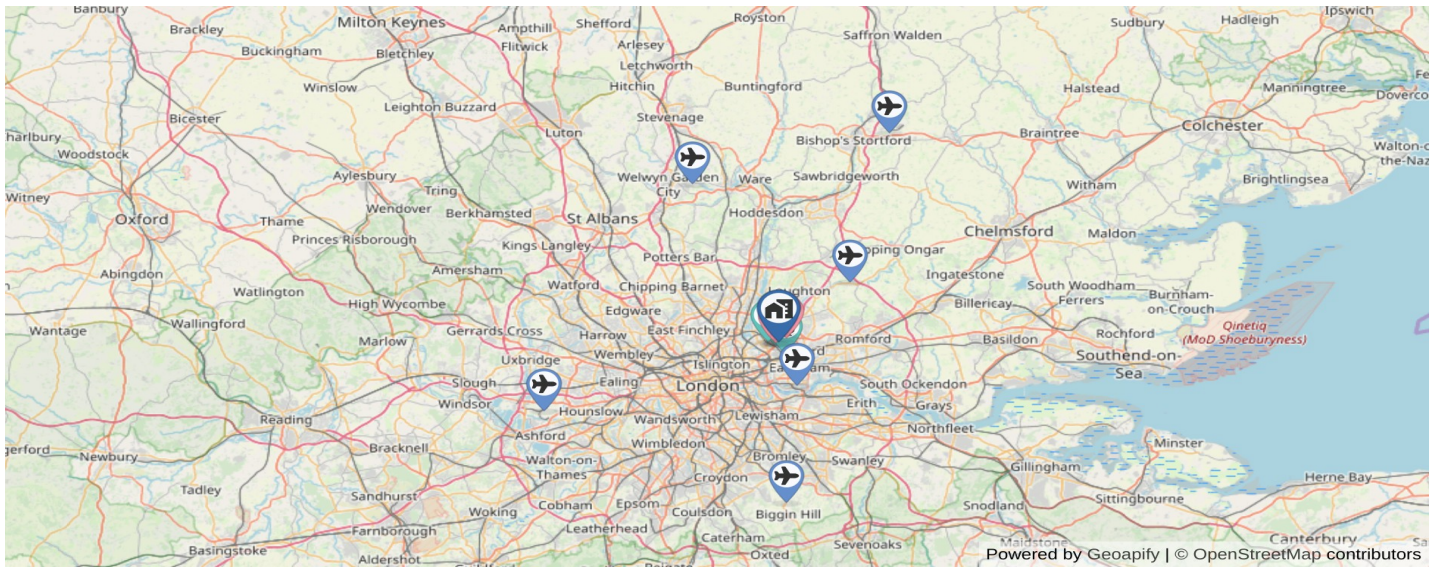 Banbury
Milton Keynes
Royston
Sudbury
Hadleigh
Ipswich
Brackley
Ampthill
Shefford
Saffron Walden
Buckingham
Bletchley
Flitwick
Arlesey
Letchworth
Winslow
Hitchin
Buntingford
Halstead
Manningtree
Leighton Buzzard
Stevenage
Bicester
Luton
Bishop's Stortford
Braintree
Colchester
Woodstock
Aylesbury
Welwyn Garden
City
Ware
Sawbridgeworth
Witham
Brightlingsea
Walton-
the-Naz
Witney
Tring
Wendover
Berkhamsted
St Albans
Hoddesdon
Oxford
Thame
Princes Risborough
Kings Langley
Chelmsford
Maldon
Abingdon
Amersham
Potters Bar
pping Ongar
Ingatestone
Watlington
High Wycombe
Watford
Chipping Barnet
Billericay
South Woodham
Ferrers
Burnham-
on-Crouch
Wantage
Wallingford
Marlow
Gerrards Cross
Harrow
Edgware
East Finchley
Romford
Basildon
Rochford
Qinetiq
(MoD Shoeburyness)
Uxbridge
Wembley
Islington
Southend-on-
Sea
Slough
Ealing
London
South Ockendon
Windsor
Hounslow
Erith
Grays
Reading
Wandsworth
Lewisham
Northfleet
Ashford
Bracknell
Wimbledon
Minster
Newbury
Walton-on-
Thames
Bromley
Swanley
Gillingham
Tadley
Croydon
Herne Bay
Sandhurst
Cobham
Epsom
Coulsdon
Biggin Hill
Snodland
Sittingbourne
Woking
Farnborough
Leatherhead
Caterham
Sevenoaks
Maidstone
Canterbury
Basingstoke
Aldershot
Oxted
Powered by Geoapify | © OpenStreetMap contributors